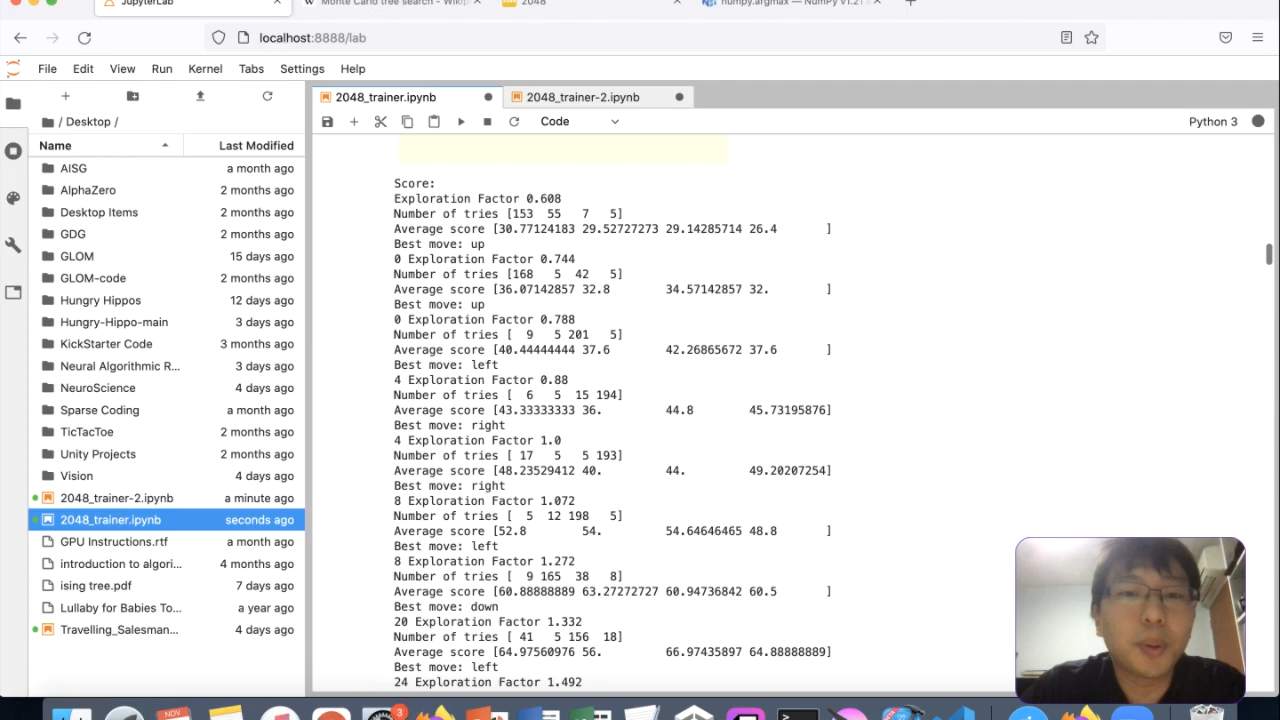 JupyterLab
Monte Carlo tree search – Wikip
2048
numpy.argmax — NumPy v1.21
localhost:8888/lab
File Edit View Run Kernel Tabs Settings Help
2048_trainer.ipynb
2048_trainer-2.ipynb
/ Desktop /
Code
Python 3
Name Last Modified
AISG a month ago
AlphaZero 2 months ago
Desktop Items 2 months ago
GDG 2 months ago
GLOM 15 days ago
GLOM-code 2 months ago
Hungry Hippos 12 days ago
Hungry-Hippo-main 3 days ago
KickStarter Code 3 months ago
Neural Algorithmic R... 3 days ago
NeuroScience 4 days ago
Sparse Coding a month ago
TicTacToe 2 months ago
Unity Projects 2 months ago
Vision 4 days ago
2048_trainer-2.ipynb a minute ago
2048_trainer.ipynb seconds ago
GPU Instructions.rtf a month ago
introduction to algori... 4 months ago
ising tree.pdf 7 days ago
Lullaby for Babies To... a year ago
Travelling_Salesman... 4 days ago
Score:
Exploration Factor 0.608
Number of tries [153 55 7 5]
Average score [30.77124183 29.52727273 29.14285714 26.4 ]
Best move: up
0 Exploration Factor 0.744
Number of tries [168 5 42 5]
Average score [36.07142857 32.8 34.57142857 32. ]
Best move: up
0 Exploration Factor 0.788
Number of tries [ 9 5 201 5]
Average score [40.44444444 37.6 42.26865672 37.6 ]
Best move: left
4 Exploration Factor 0.88
Number of tries [ 6 5 15 194]
Average score [43.33333333 36. 44.8 45.73195876]
Best move: right
4 Exploration Factor 1.0
Number of tries [ 17 5 5 193]
Average score [48.23529412 40. 44. 49.20207254]
Best move: right
8 Exploration Factor 1.072
Number of tries [ 5 12 198 5]
Average score [52.8 54. 54.64646465 48.8 ]
Best move: left
8 Exploration Factor 1.272
Number of tries [ 9 165 38 8]
Average score [60.88888889 63.27272727 60.94736842 60.5 ]
Best move: down
20 Exploration Factor 1.332
Number of tries [ 41 5 156 18]
Average score [64.97560976 56. 66.97435897 64.88888889]
Best move: left
24 Exploration Factor 1.492
NOV
3